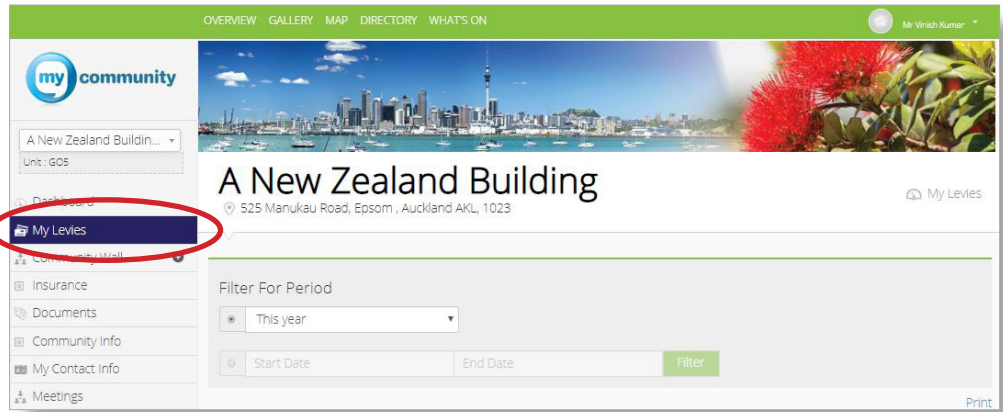 OVERVIEW GALLERY MAP DIRECTORY WHAT'S ON
Mr Vinish Kumar
my community
A New Zealand Buildin...
Unit : GO5
Dashboard
My Levies
Community Wall
Insurance
Documents
Community Info
My Contact Info
Meetings
A New Zealand Building
525 Manukau Road, Epsom , Auckland AKL, 1023
My Levies
Filter For Period
This year
Start Date
End Date
Filter
Print